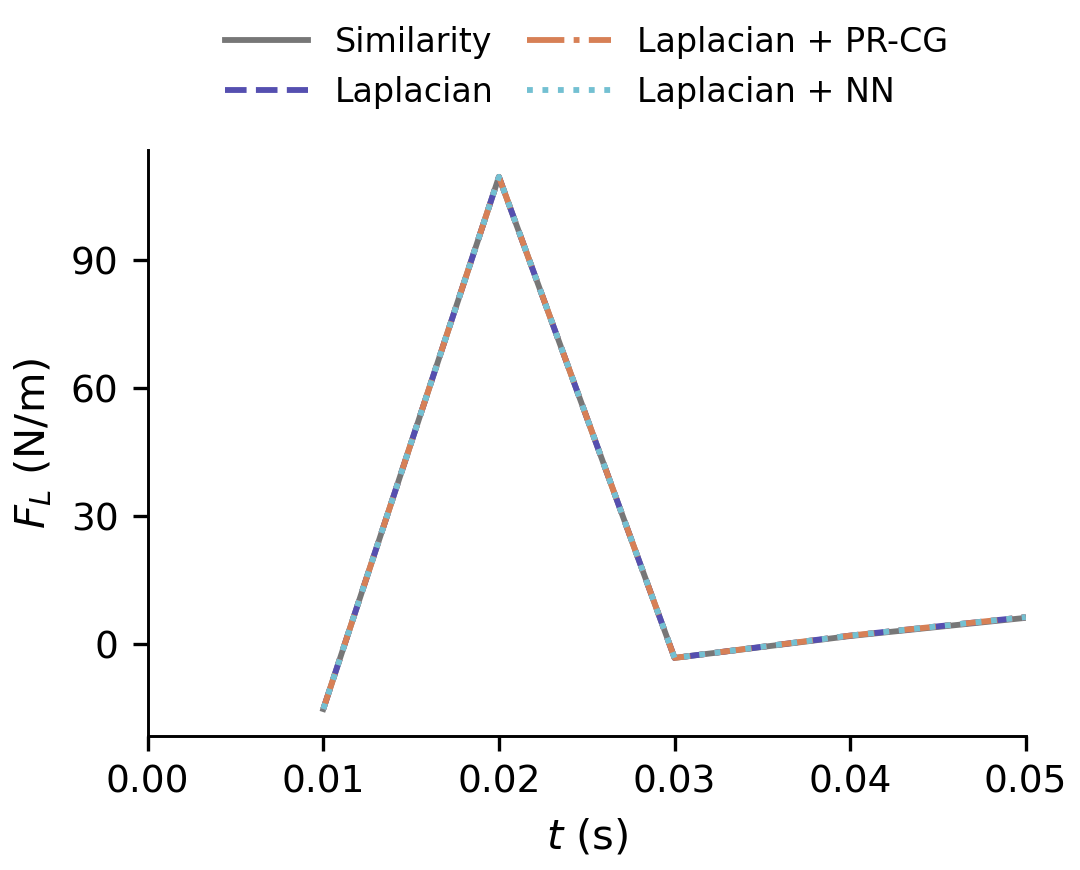 Similarity
Laplacian
Laplacian + PR-CG
Laplacian + NN
90
60
30
0
F_L (N/m)
0.00 0.01 0.02 0.03 0.04 0.05
t (s)